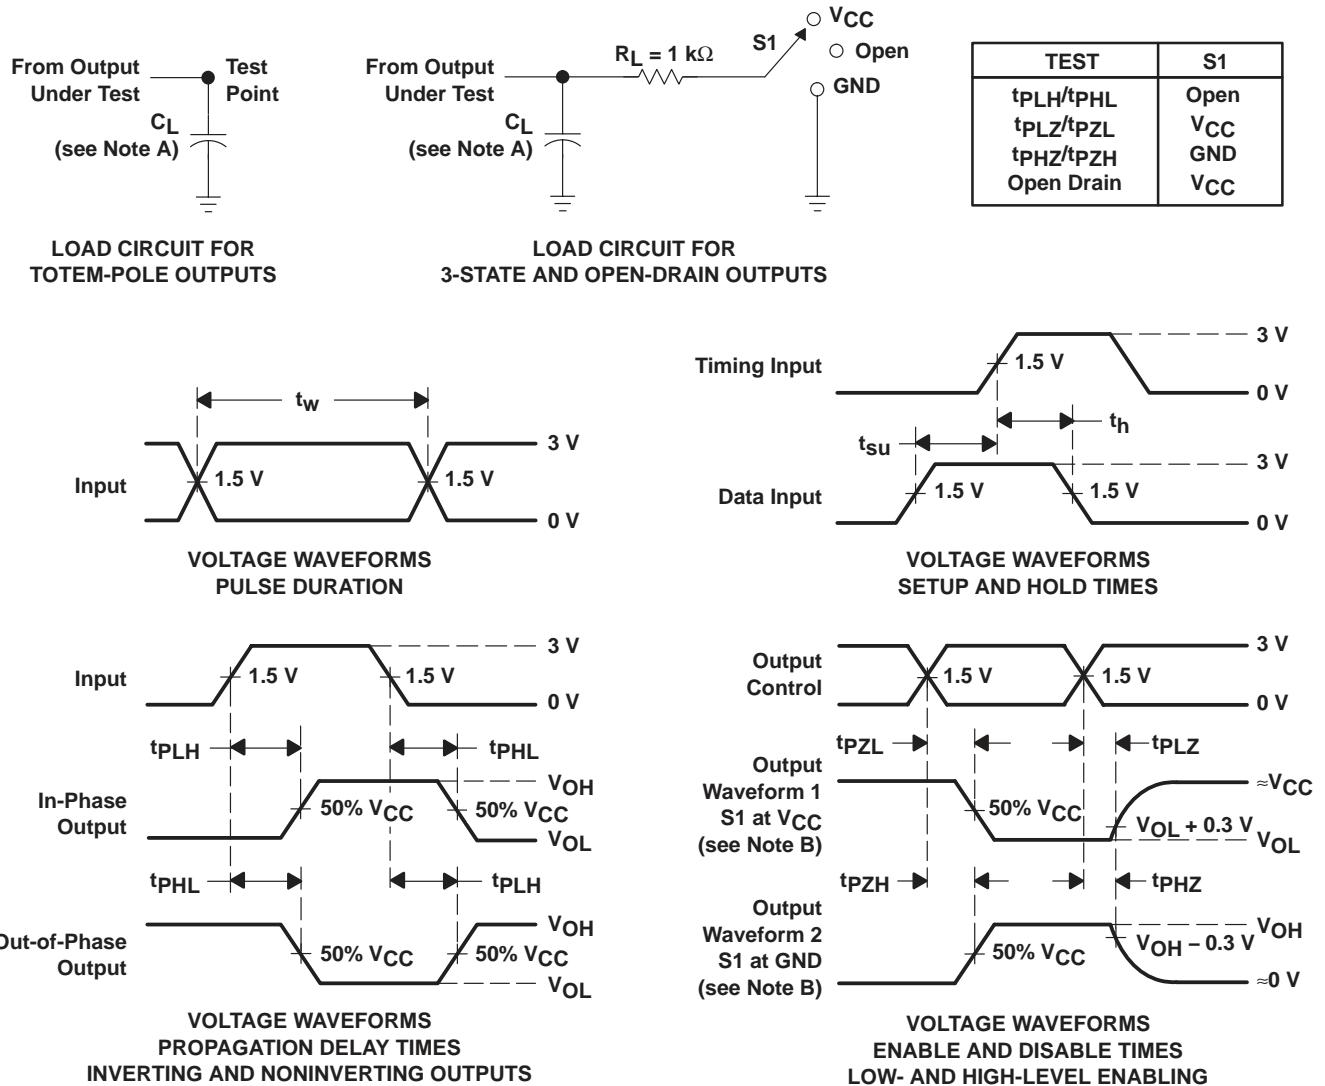 From Output
Under Test
Test
Point
CL
(see Note A)
LOAD CIRCUIT FOR
TOTEM-POLE OUTPUTS
From Output
Under Test
RL = 1 kΩ
S1
VCC
Open
GND
CL
(see Note A)
LOAD CIRCUIT FOR
3-STATE AND OPEN-DRAIN OUTPUTS
TEST S1
tPLH/tPHL Open
tPLZ/tPZL VCC
tPHZ/tPZH GND
Open Drain VCC
tw
Input
1.5 V
1.5 V
3 V
0 V
VOLTAGE WAVEFORMS
PULSE DURATION
Timing Input
1.5 V
3 V
0 V
tsu
th
Data Input
1.5 V
1.5 V
3 V
0 V
VOLTAGE WAVEFORMS
SETUP AND HOLD TIMES
Input
1.5 V
1.5 V
3 V
0 V
tPLH
tPHL
In-Phase
Output
50% VCC
50% VCC
VOH
VOL
tPHL
tPLH
Out-of-Phase
Output
50% VCC
50% VCC
VOH
VOL
VOLTAGE WAVEFORMS
PROPAGATION DELAY TIMES
INVERTING AND NONINVERTING OUTPUTS
Output
Control
1.5 V
1.5 V
3 V
0 V
tPZL
tPLZ
Output
Waveform 1
S1 at VCC
(see Note B)
50% VCC
≈VCC
VOL + 0.3 V
VOL
tPZH
tPHZ
Output
Waveform 2
S1 at GND
(see Note B)
50% VCC
VOH
VOH − 0.3 V
≈0 V
VOLTAGE WAVEFORMS
ENABLE AND DISABLE TIMES
LOW- AND HIGH-LEVEL ENABLING